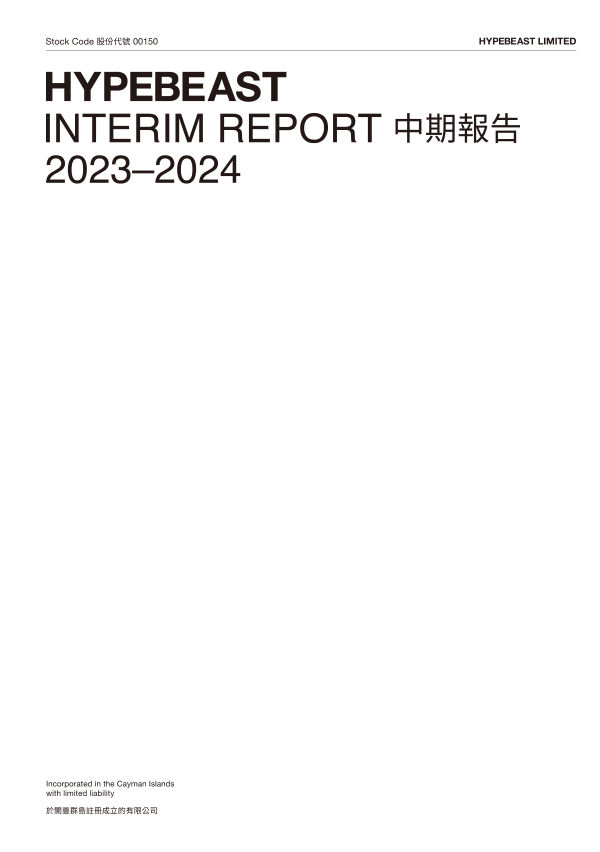 Stock Code 股份代號 00150
HYPEBEAST LIMITED
HYPEBEAST
INTERIM REPORT 中期報告
2023–2024
Incorporated in the Cayman Islands
with limited liability
於開曼群島註冊成立的有限公司